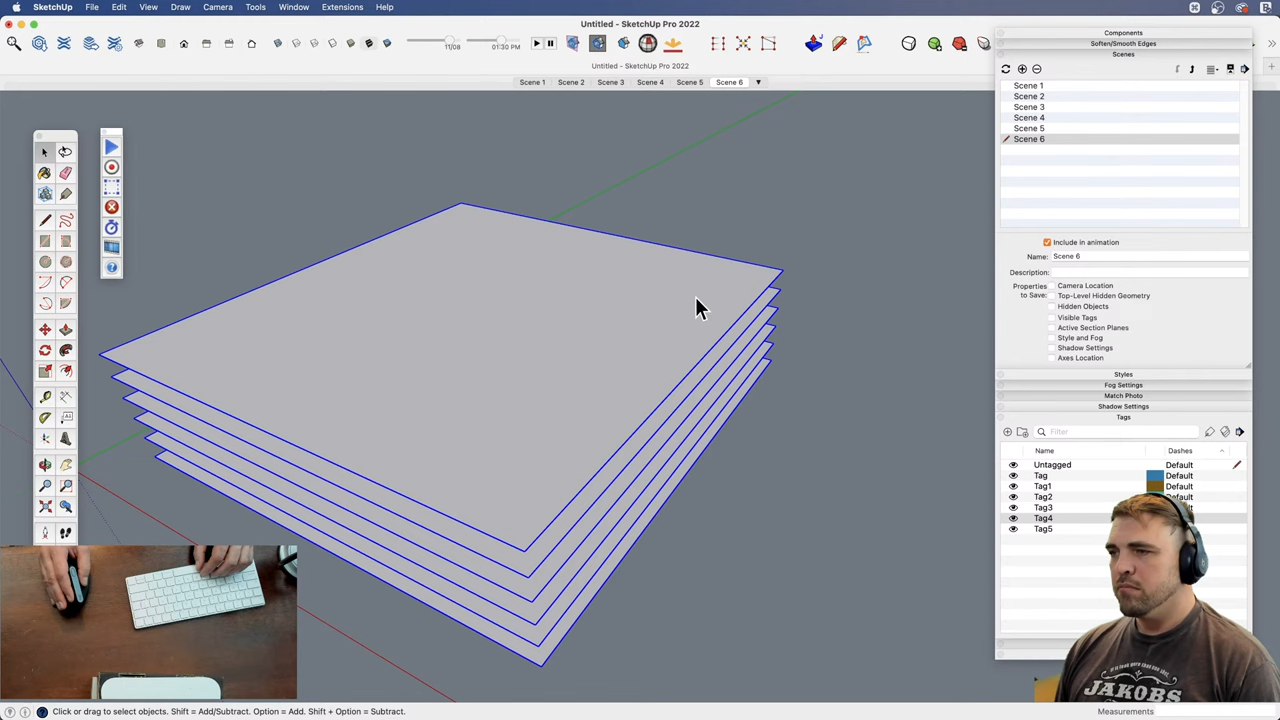 SketchUp File Edit View Draw Camera Tools Window Extensions Help
Untitled - SketchUp Pro 2022
11/08 01:30 PM
Untitled - SketchUp Pro 2022
Scene 1 Scene 2 Scene 3 Scene 4 Scene 5 Scene 6
Components
Soften/Smooth Edges
Scenes
Scene 1
Scene 2
Scene 3
Scene 4
Scene 5
Scene 6
Include in animation
Name: Scene 6
Description:
Properties to Save:
Camera Location
Top-Level Hidden Geometry
Hidden Objects
Visible Tags
Active Section Planes
Style and Fog
Shadow Settings
Axes Location
Styles
Fog Settings
Match Photo
Shadow Settings
Tags
Filter
Name Dashes
Untagged Default
Tag Default
Tag1 Default
Tag2 Default
Tag3
Tag4
Tag5
JAKOBS
Click or drag to select objects. Shift = Add/Subtract. Option = Add. Shift + Option = Subtract.
Measurements